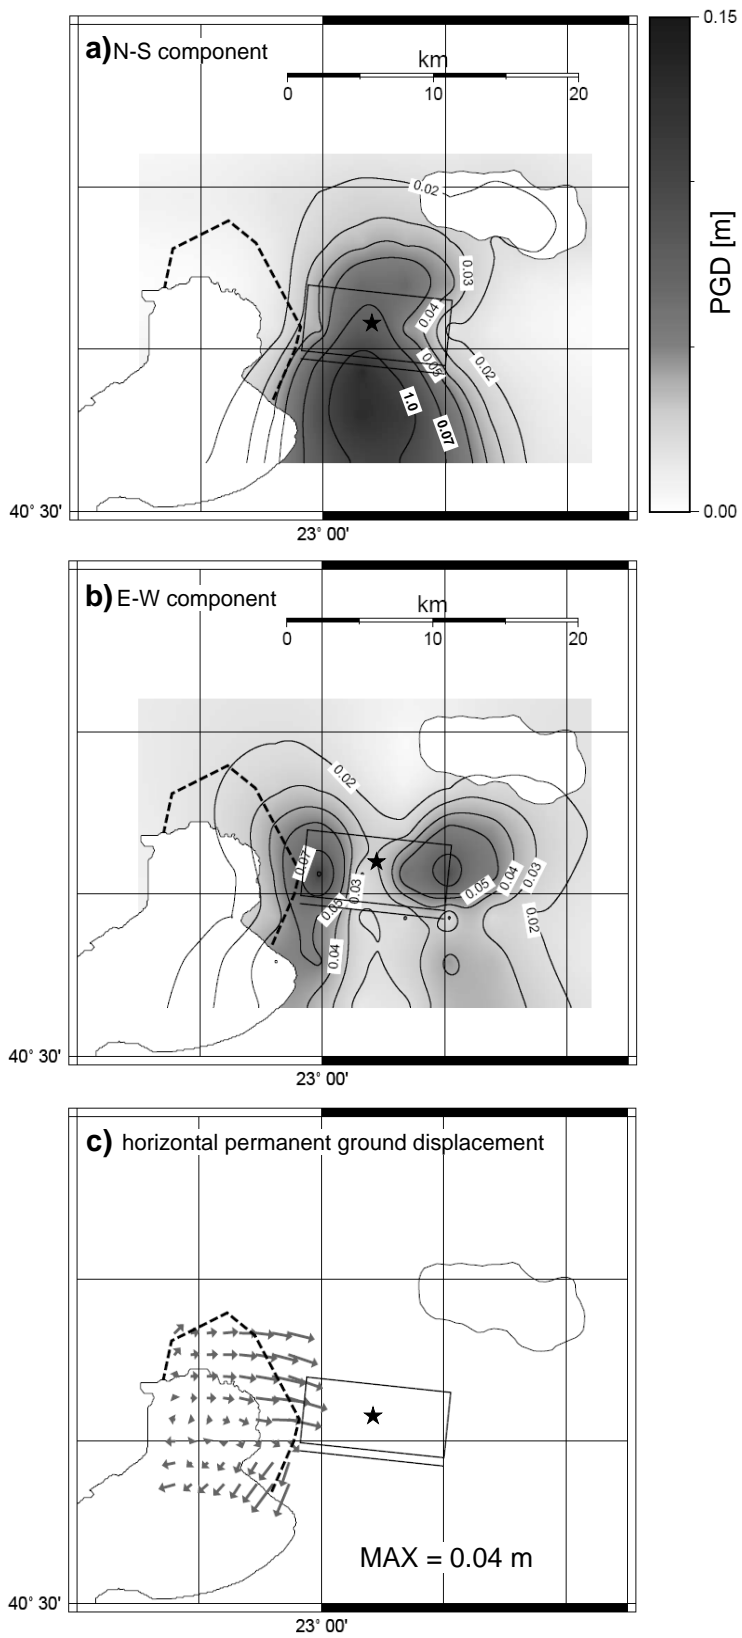 a) N-S component
km
0 10 20
0.15
0.02
0.03
0.04
0.05
0.02
1.0
0.07
PGD [m]
0.00
40° 30'
23° 00'
b) E-W component
km
0 10 20
0.02
0.07
0.03
0.05
0.04
0.05
0.04
0.03
0.02
40° 30'
23° 00'
c) horizontal permanent ground displacement
MAX = 0.04 m
40° 30'
23° 00'